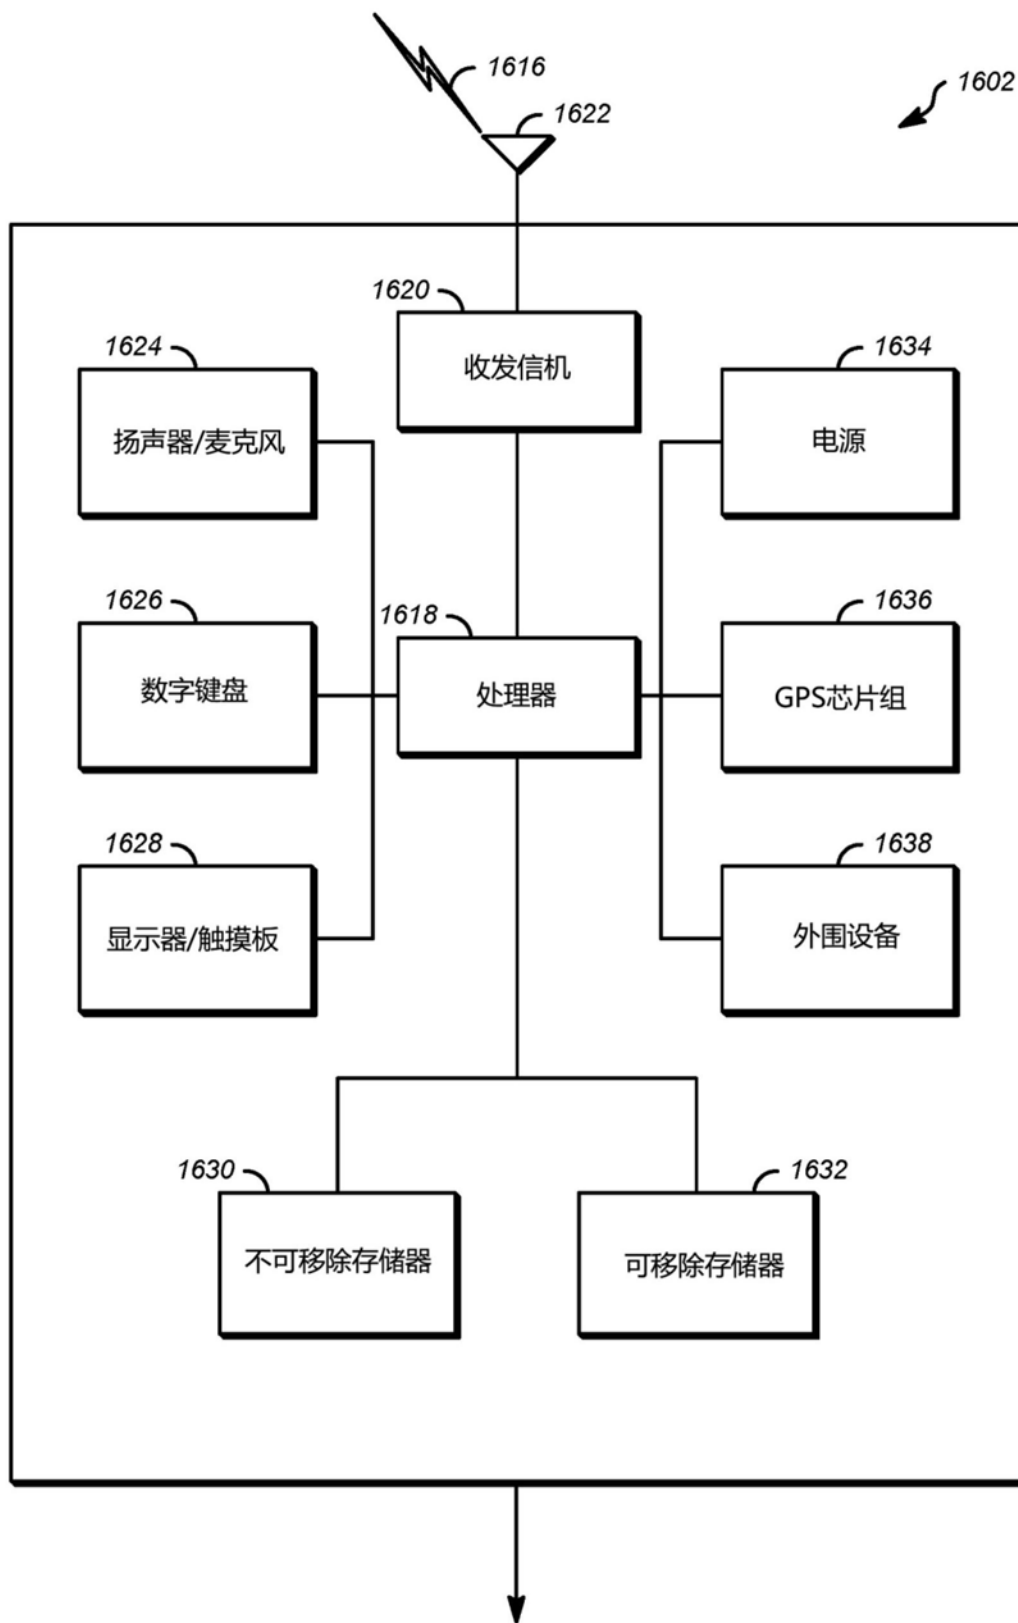 1616
1602
1622
1620
收发信机
1624
扬声器/麦克风
1634
电源
1626
数字键盘
1618
处理器
1636
GPS芯片组
1628
显示器/触摸板
1638
外围设备
1630
不可移除存储器
1632
可移除存储器